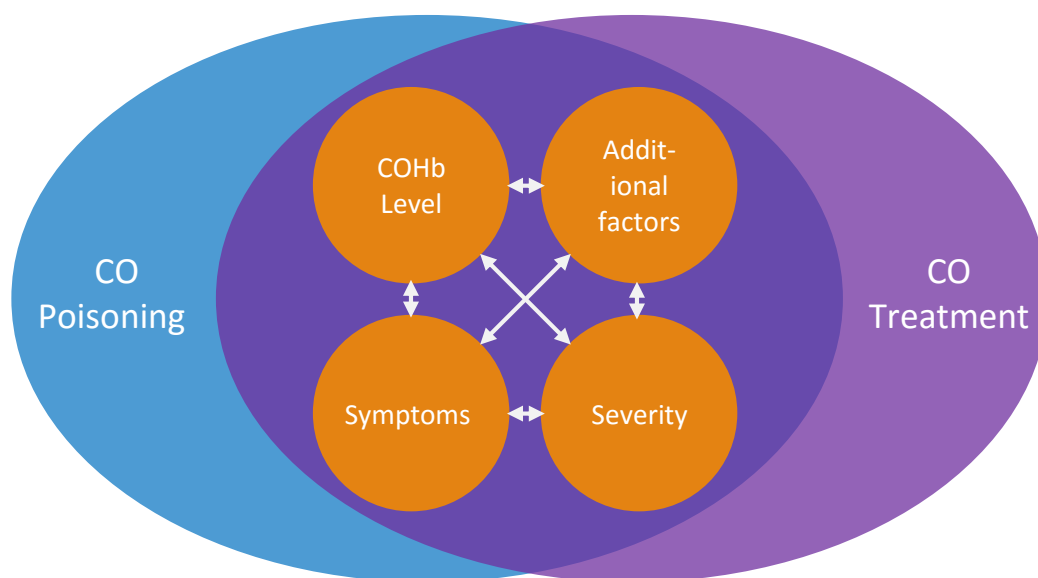 COHb
Level
Addit-
ional
factors
CO
Poisoning
CO
Treatment
Symptoms
Severity